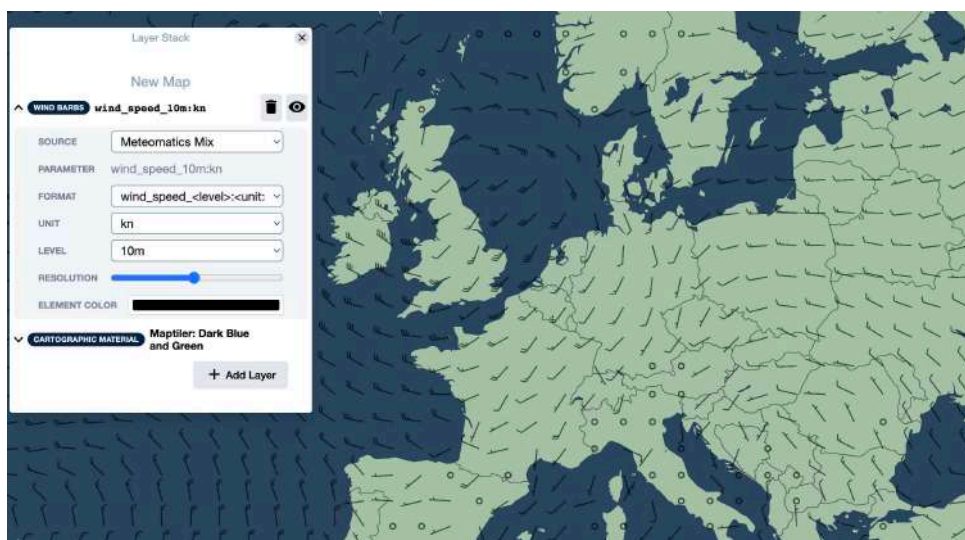 Layer Stack
New Map
WIND BARBS wind_speed_10m:kn
SOURCE Meteomatics Mix
PARAMETER wind_speed_10m:kn
FORMAT wind_speed_<level>:<unit:
UNIT kn
LEVEL 10m
RESOLUTION
ELEMENT COLOR
CARTOGRAPHIC MATERIAL Maptiler: Dark Blue
and Green
+ Add Layer